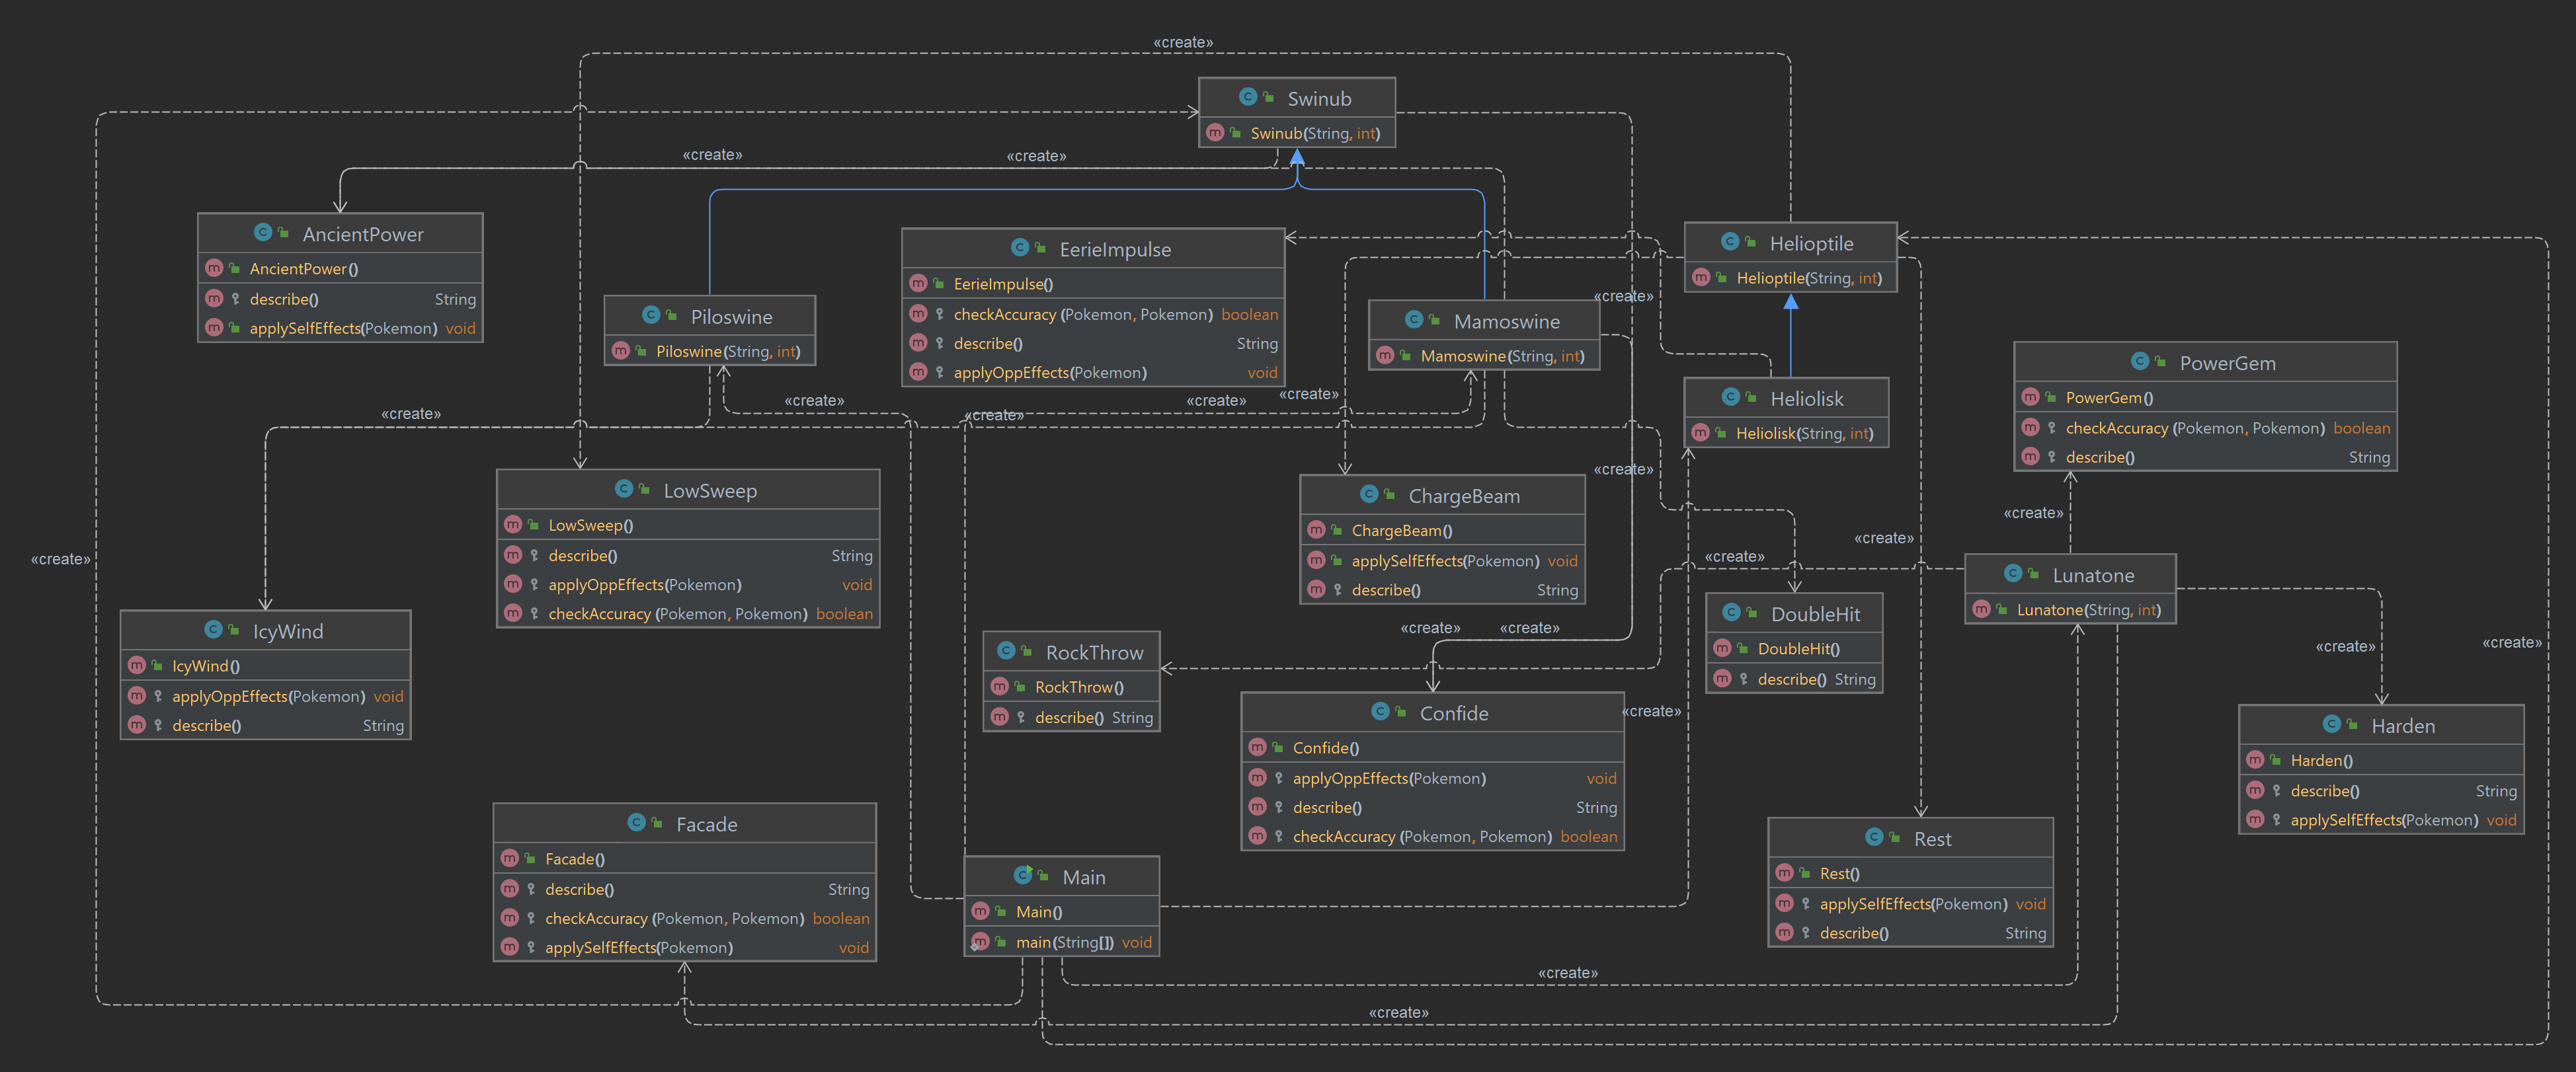 «create»
Swinub
Swinub(String, int)
«create»
«create»
AncientPower
AncientPower()
describe() String
applySelfEffects(Pokemon) void
EerieImpulse
EerieImpulse()
checkAccuracy (Pokemon, Pokemon) boolean
describe() String
applyOppEffects(Pokemon) void
Helioptile
Helioptile(String, int)
Piloswine
Piloswine(String, int)
«create»
Mamoswine
Mamoswine(String, int)
PowerGem
PowerGem()
checkAccuracy (Pokemon, Pokemon) boolean
describe() String
Heliolisk
Heliolisk(String, int)
«create»
«create»
«create»
«create»
«create»
LowSweep
LowSweep()
describe() String
applyOppEffects(Pokemon) void
checkAccuracy (Pokemon, Pokemon) boolean
«create»
ChargeBeam
ChargeBeam()
applySelfEffects(Pokemon) void
describe() String
«create»
«create»
«create»
«create»
Lunatone
Lunatone(String, int)
DoubleHit
DoubleHit()
describe() String
IcyWind
IcyWind()
applyOppEffects(Pokemon) void
describe() String
«create»
«create»
RockThrow
RockThrow()
describe() String
«create»
«create»
Confide
Confide()
applyOppEffects(Pokemon) void
describe() String
checkAccuracy (Pokemon, Pokemon) boolean
«create»
Harden
Harden()
describe() String
applySelfEffects(Pokemon) void
Facade
Facade()
describe() String
checkAccuracy (Pokemon, Pokemon) boolean
applySelfEffects(Pokemon) void
Main
Main()
main(String[]) void
Rest
Rest()
applySelfEffects(Pokemon) void
describe() String
«create»
«create»